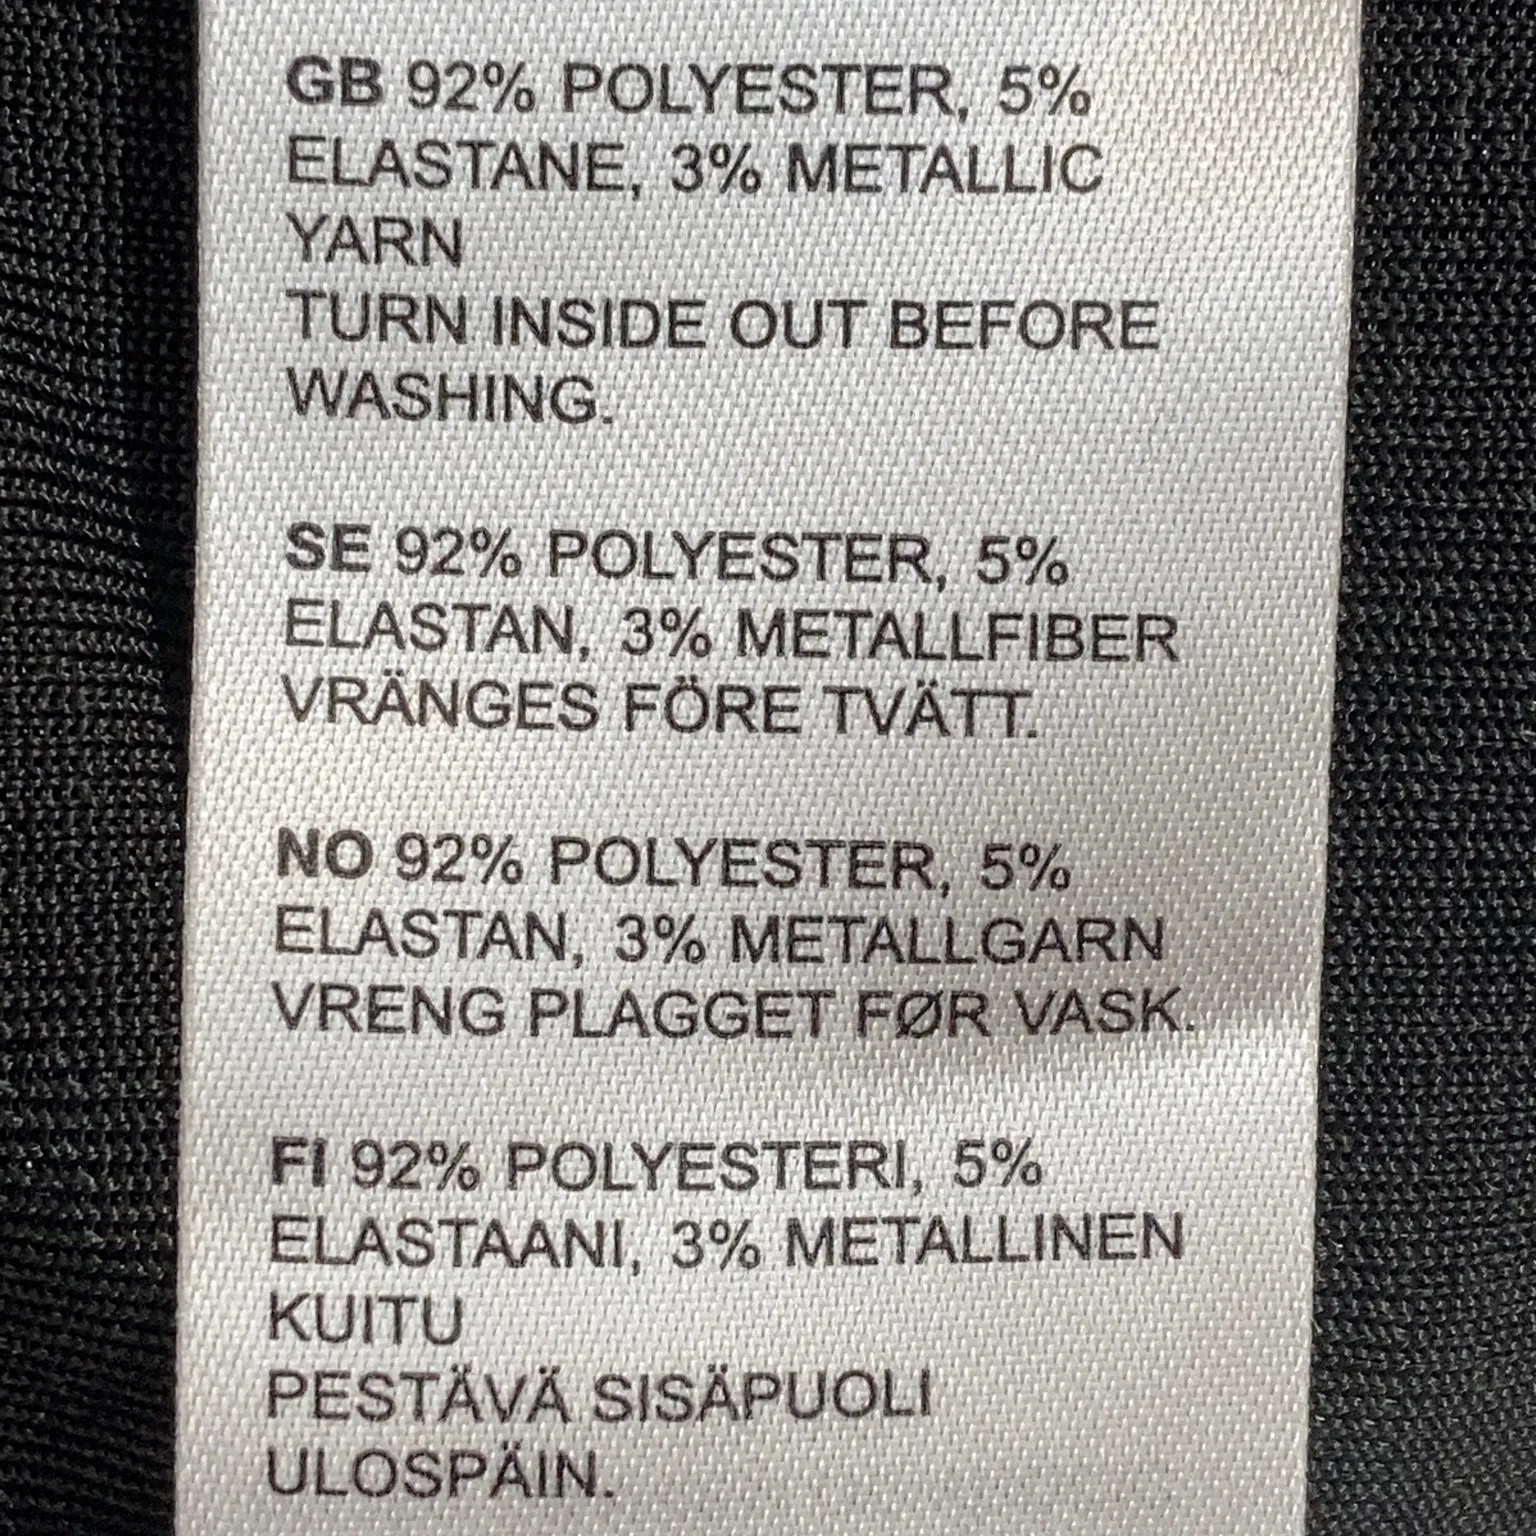 GB 92% POLYESTER, 5%
ELASTANE, 3% METALLIC
YARN
TURN INSIDE OUT BEFORE
WASHING.
SE 92% POLYESTER, 5%
ELASTAN, 3% METALLFIBER
VRÄNGES FÖRE TVÄTT.
NO 92% POLYESTER, 5%
ELASTAN, 3% METALLGARN
VRENG PLAGGET FØR VASK.
FI 92% POLYESTERI, 5%
ELASTAANI, 3% METALLINEN
KUITU
PESTÄVÄ SISÄPUOLI
ULOSPÄIN.